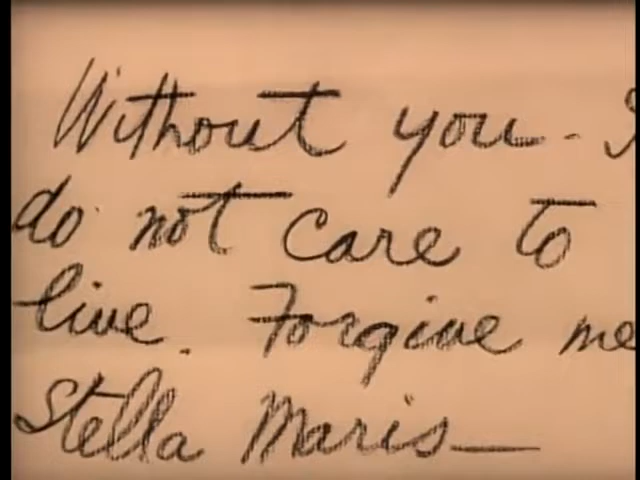 Without you - I
do not care to
live. Forgive me
Stella Maris—